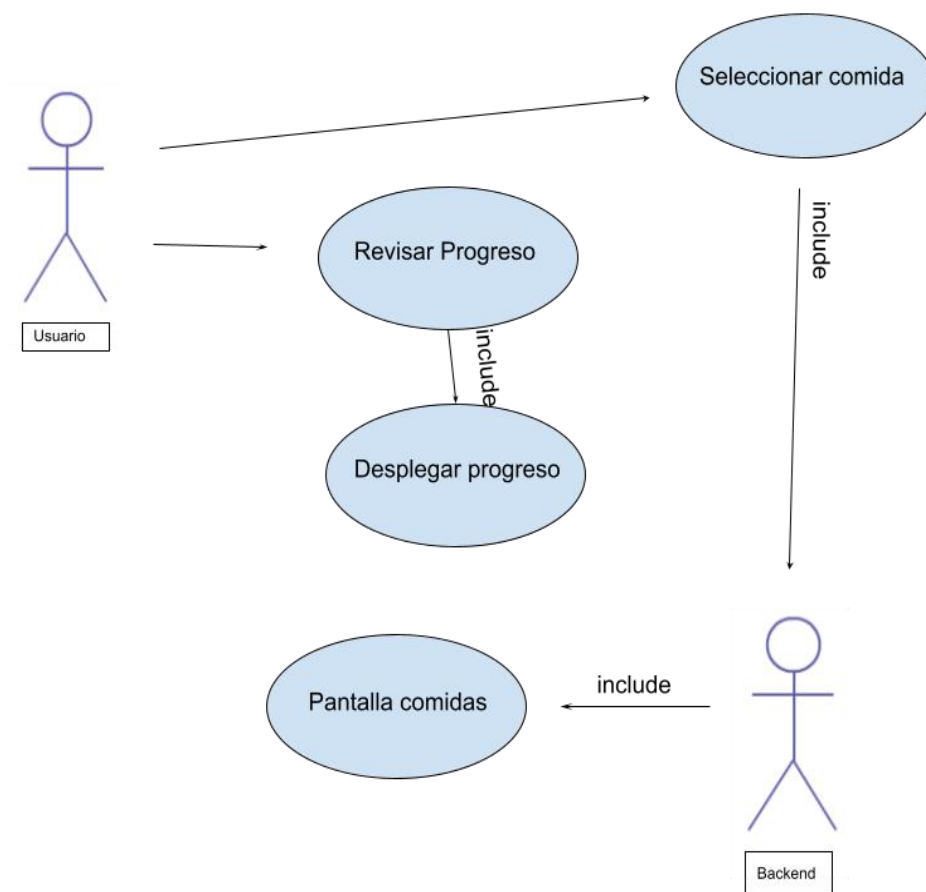 Seleccionar comida
include
Revisar Progreso
Usuario
include
Desplegar progreso
Pantalla comidas
include
Backend